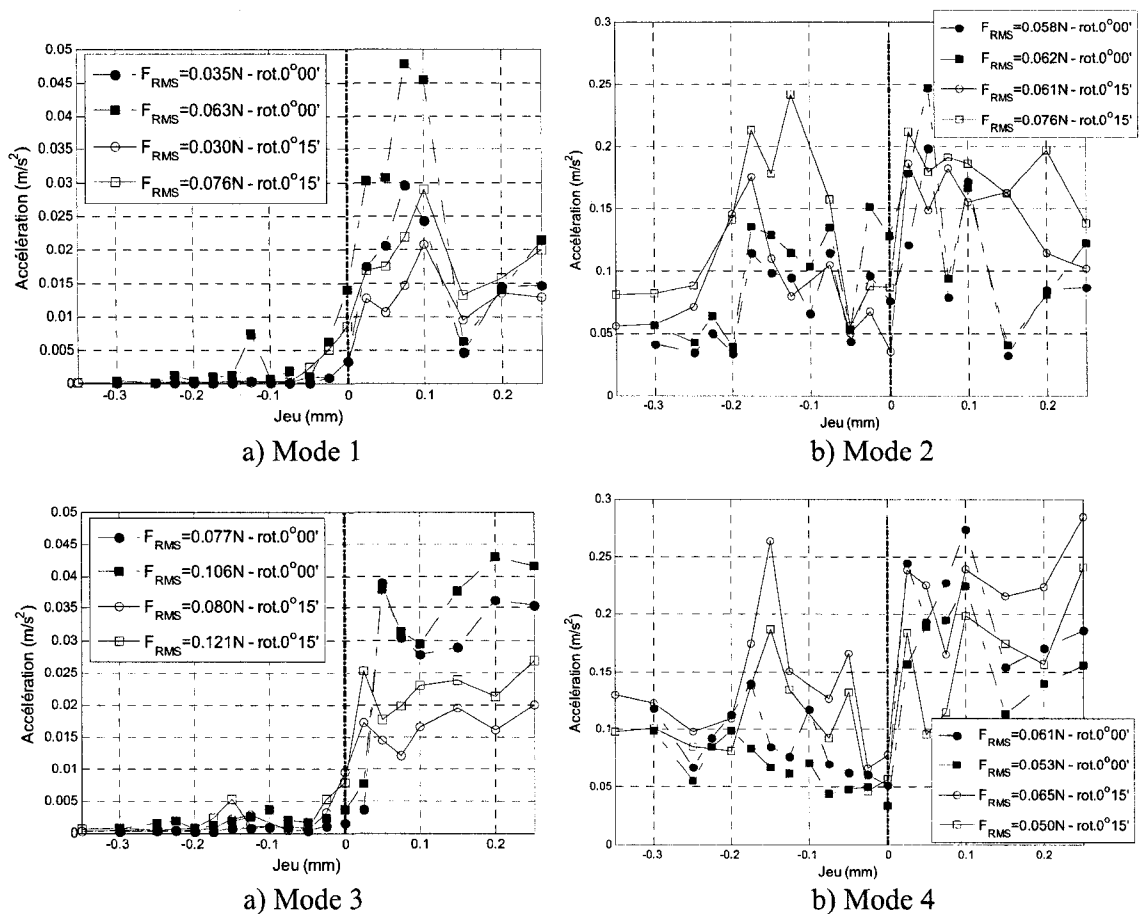 0.05
0.045
0.04
0.035
0.03
0.025
0.02
0.015
0.01
0.005
0
Accélération (m/s²)
F_RMS=0.035N - rot.0°00'
F_RMS=0.063N - rot.0°00'
F_RMS=0.030N - rot.0°15'
F_RMS=0.076N - rot.0°15'
-0.3 -0.2 -0.1 0 0.1 0.2
Jeu (mm)
a) Mode 1
0.3
0.25
0.2
0.15
0.1
0.05
0
Accélération (m/s²)
F_RMS=0.058N - rot.0°00'
F_RMS=0.062N - rot.0°00'
F_RMS=0.061N - rot.0°15'
F_RMS=0.076N - rot.0°15'
-0.3 -0.2 -0.1 0 0.1 0.2
Jeu (mm)
b) Mode 2
0.05
0.045
0.04
0.035
0.03
0.025
0.02
0.015
0.01
0.005
0
Accélération (m/s²)
F_RMS=0.077N - rot.0°00'
F_RMS=0.106N - rot.0°00'
F_RMS=0.080N - rot.0°15'
F_RMS=0.121N - rot.0°15'
-0.3 -0.2 -0.1 0 0.1 0.2
Jeu (mm)
a) Mode 3
0.3
0.25
0.2
0.15
0.1
0.05
0
Accélération (m/s²)
F_RMS=0.061N - rot.0°00'
F_RMS=0.053N - rot.0°00'
F_RMS=0.065N - rot.0°15'
F_RMS=0.050N - rot.0°15'
-0.3 -0.2 -0.1 0 0.1 0.2
Jeu (mm)
b) Mode 4